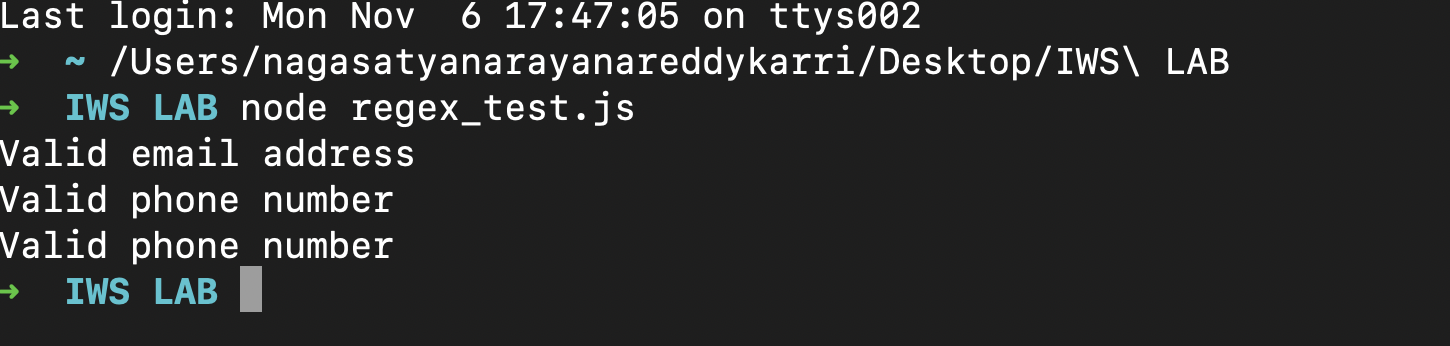 Last login: Mon Nov  6 17:47:05 on ttys002
→  ~ /Users/nagasatyanarayanareddykarri/Desktop/IWS\ LAB
→  IWS LAB node regex_test.js
Valid email address
Valid phone number
Valid phone number
→  IWS LAB